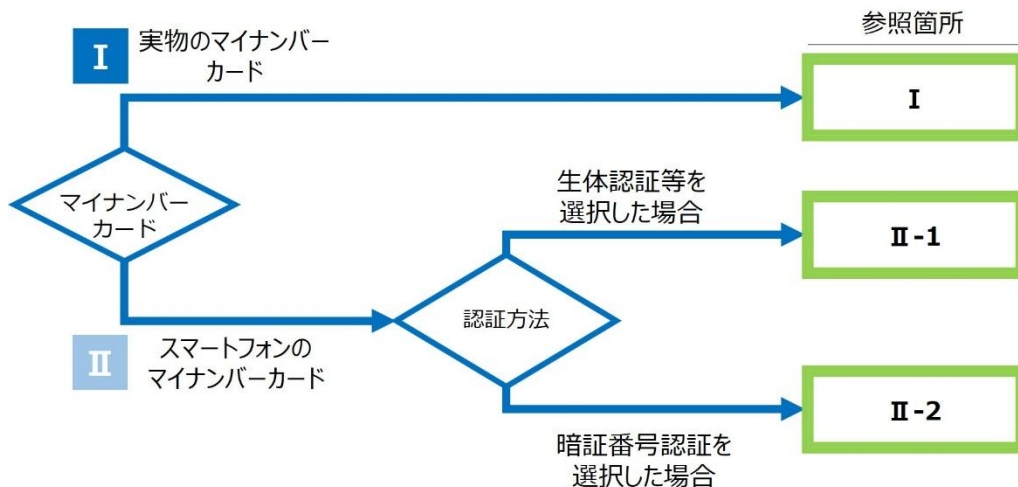 参照箇所
Ⅰ
実物のマイナンバー
カード
Ⅰ
マイナンバー
カード
生体認証等を
選択した場合
Ⅱ-1
認証方法
Ⅱ
スマートフォンの
マイナンバーカード
Ⅱ-2
暗証番号認証を
選択した場合